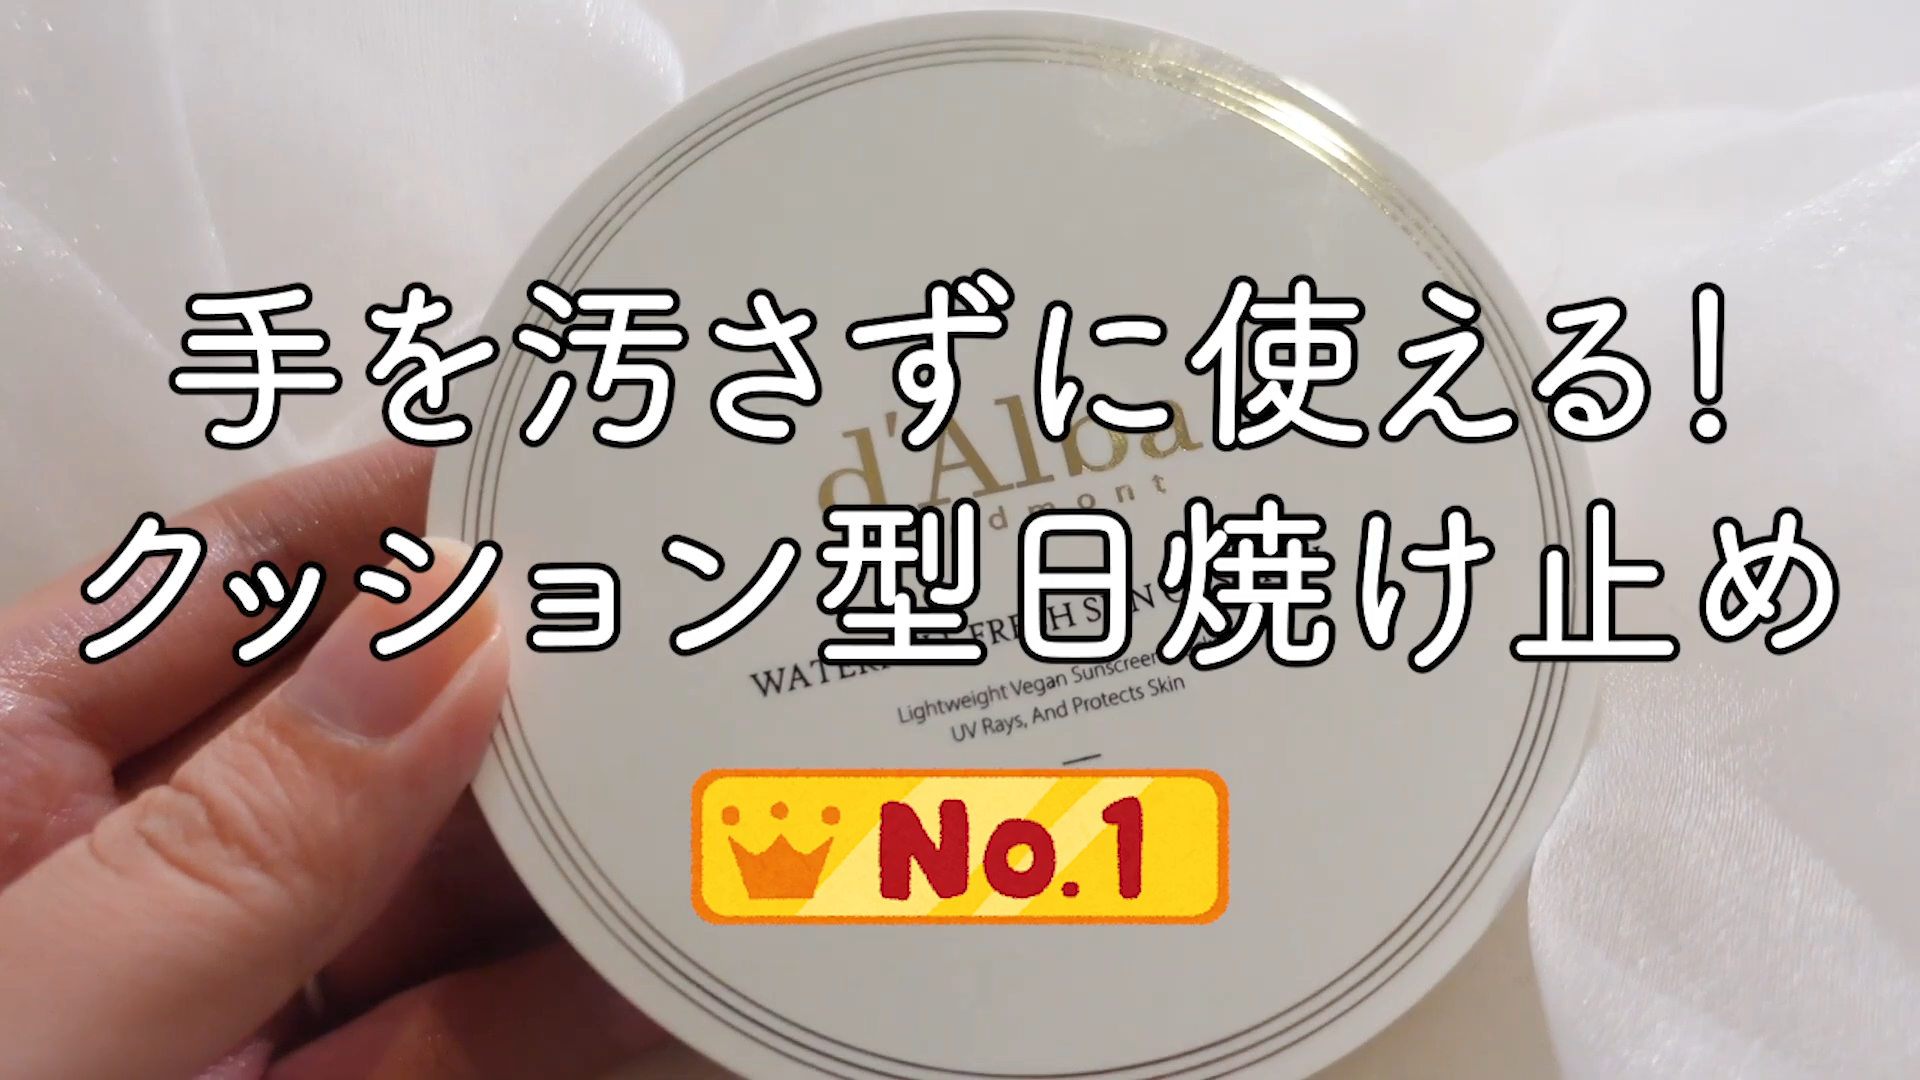 手を汚さずに使える!
d'Alba
クッション型日焼け止め
Lightweight Vegan Sunscreen
UV Rays, And Protects Skin
No.1